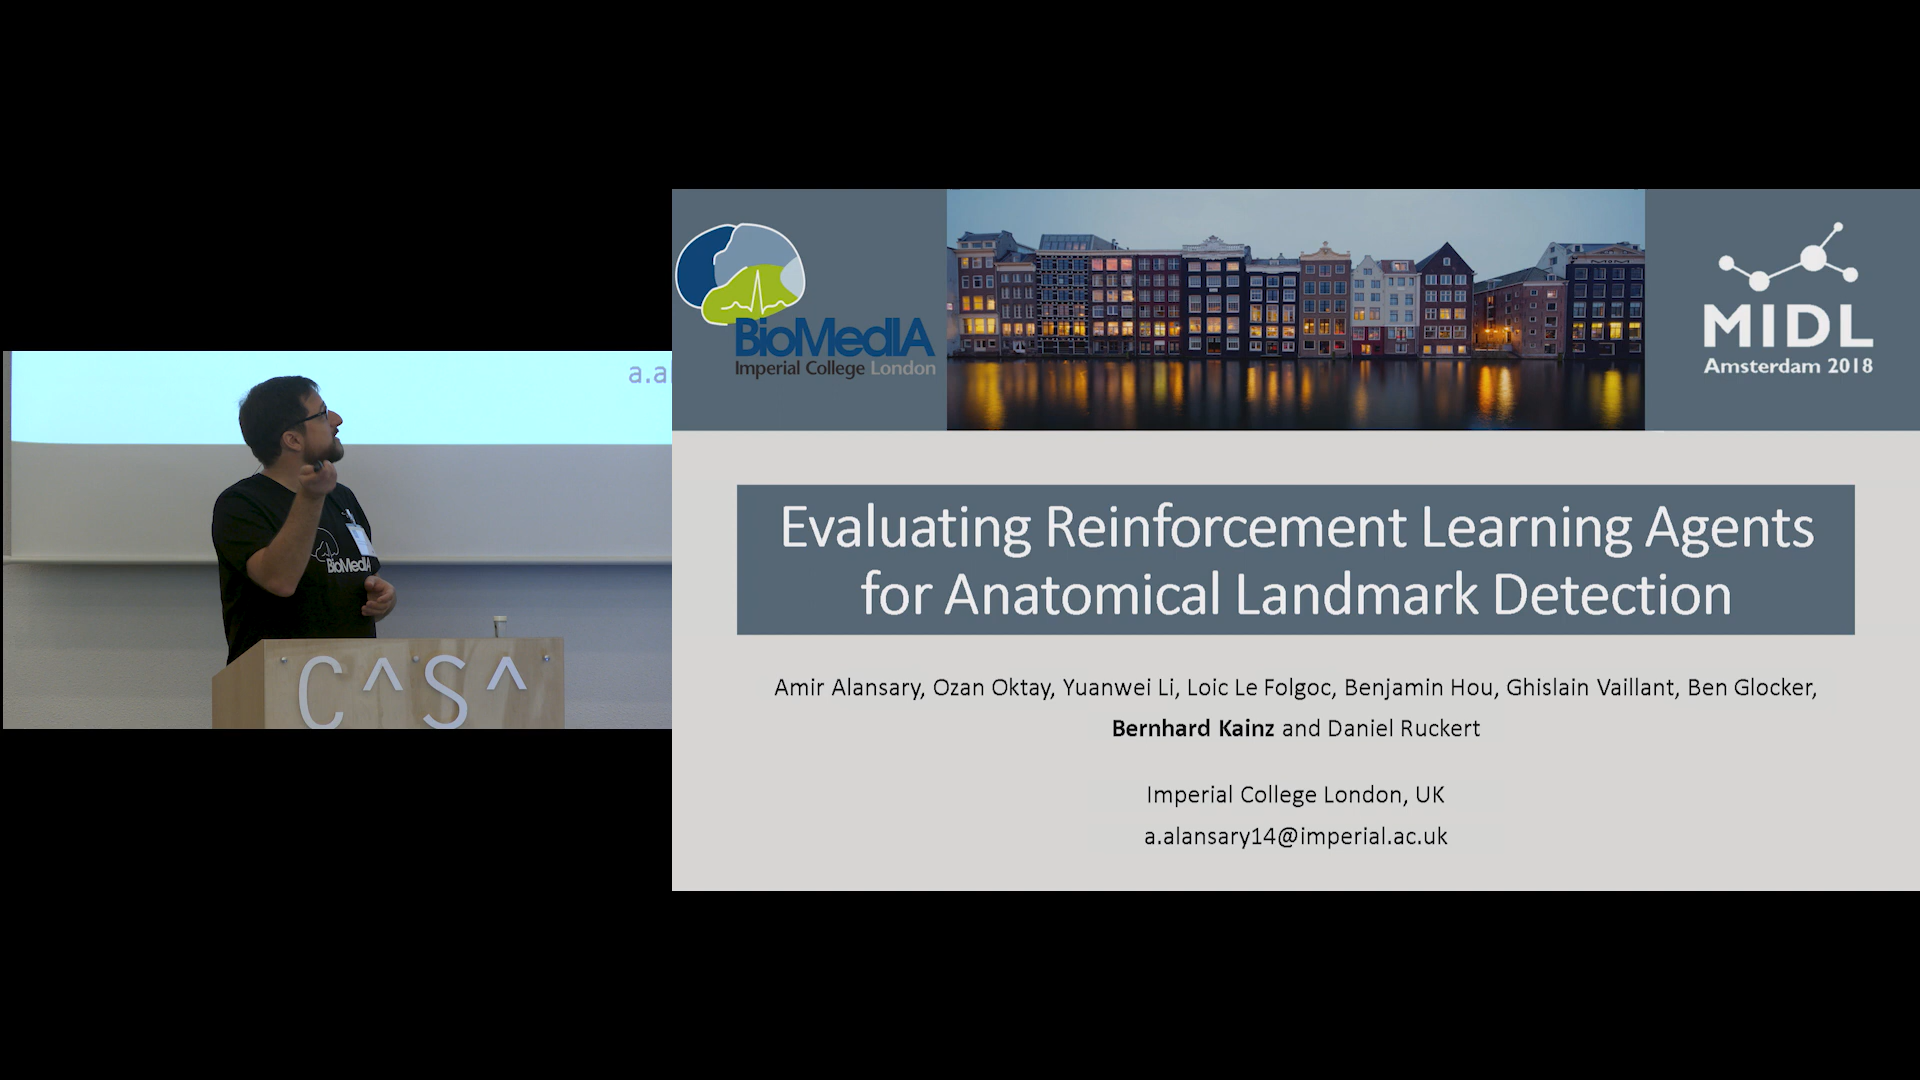 a.a
BioMedIA
C^S^
BioMedIA
Imperial College London
MIDL
Amsterdam 2018
Evaluating Reinforcement Learning Agents
for Anatomical Landmark Detection
Amir Alansary, Ozan Oktay, Yuanwei Li, Loic Le Folgoc, Benjamin Hou, Ghislain Vaillant, Ben Glocker,
Bernhard Kainz and Daniel Ruckert
Imperial College London, UK
a.alansary14@imperial.ac.uk